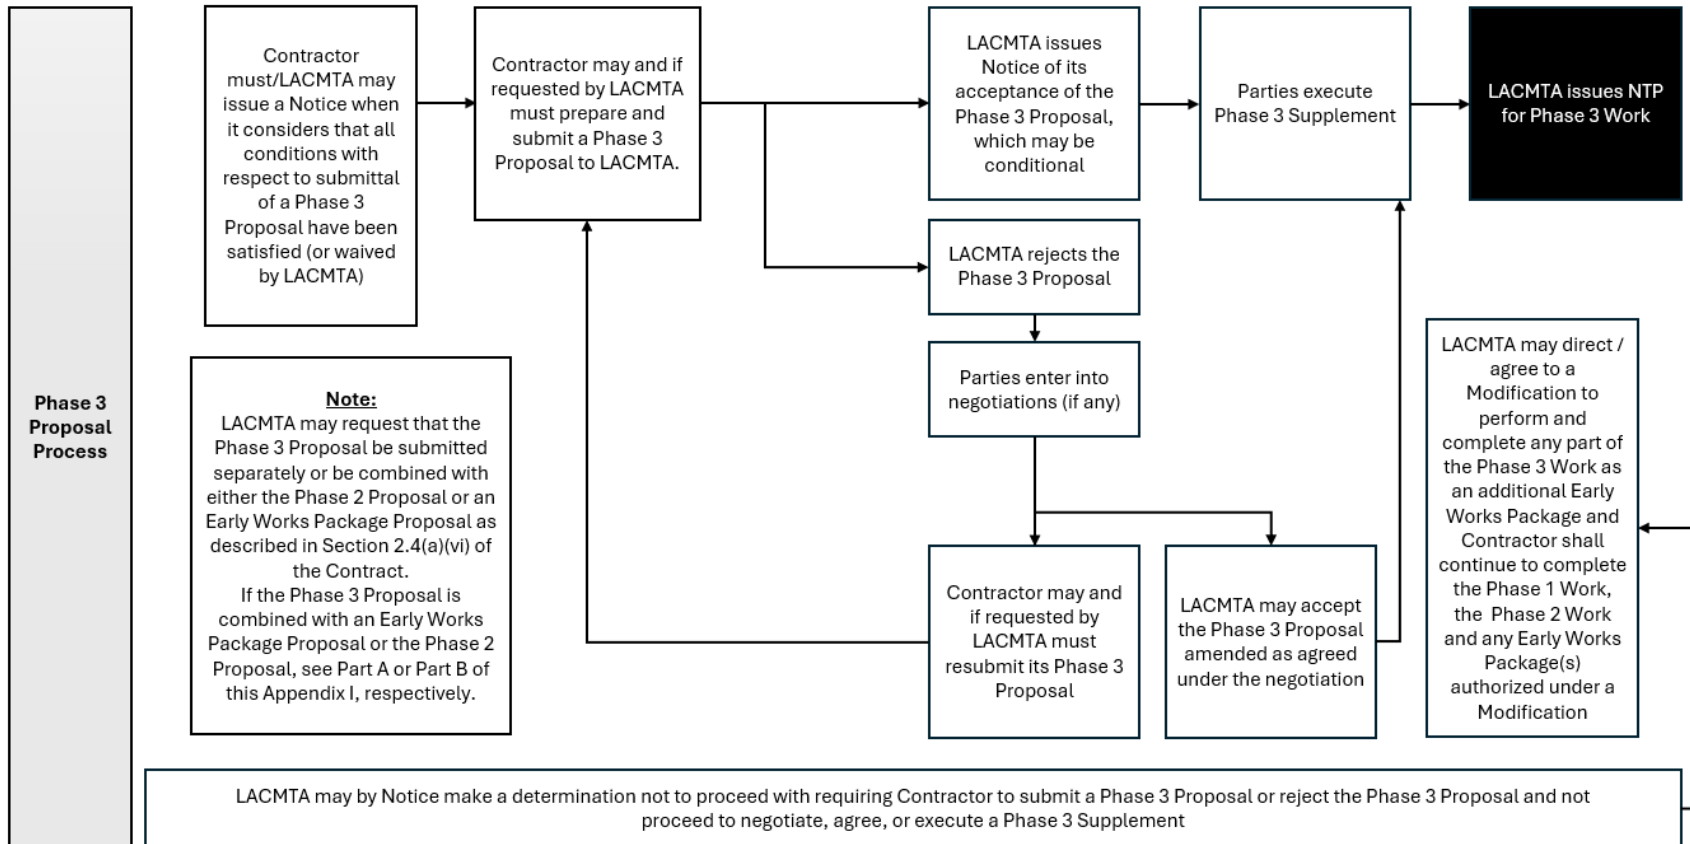 Phase 3
Proposal
Process
Contractor
must/LACMTA may
issue a Notice when
it considers that all
conditions with
respect to submittal
of a Phase 3
Proposal have been
satisfied (or waived
by LACMTA)
Contractor may and if
requested by LACMTA
must prepare and
submit a Phase 3
Proposal to LACMTA.
LACMTA issues
Notice of its
acceptance of the
Phase 3 Proposal,
which may be
conditional
Parties execute
Phase 3 Supplement
LACMTA issues NTP
for Phase 3 Work
LACMTA rejects the
Phase 3 Proposal
Parties enter into
negotiations (if any)
Note:
LACMTA may request that the
Phase 3 Proposal be submitted
separately or be combined with
either the Phase 2 Proposal or an
Early Works Package Proposal as
described in Section 2.4(a)(vi) of
the Contract.
If the Phase 3 Proposal is
combined with an Early Works
Package Proposal or the Phase 2
Proposal, see Part A or Part B of
this Appendix I, respectively.
Contractor may and
if requested by
LACMTA must
resubmit its Phase 3
Proposal
LACMTA may accept
the Phase 3 Proposal
amended as agreed
under the negotiation
LACMTA may direct /
agree to a
Modification to
perform and
complete any part of
the Phase 3 Work as
an additional Early
Works Package and
Contractor shall
continue to complete
the Phase 1 Work,
the Phase 2 Work
and any Early Works
Package(s)
authorized under a
Modification
LACMTA may by Notice make a determination not to proceed with requiring Contractor to submit a Phase 3 Proposal or reject the Phase 3 Proposal and not
proceed to negotiate, agree, or execute a Phase 3 Supplement